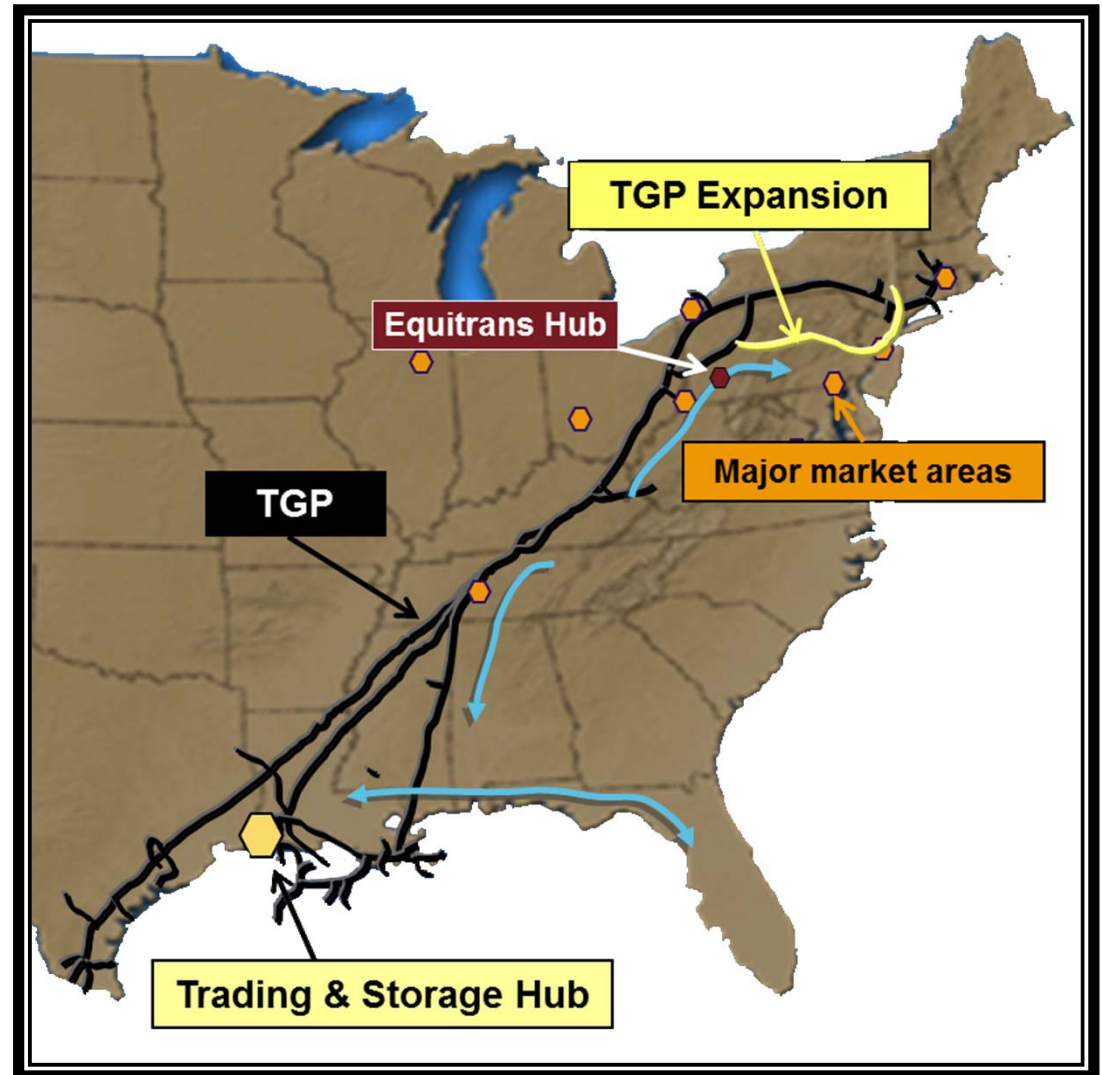 TGP Expansion
Equitrans Hub
Major market areas
TGP
Trading & Storage Hub